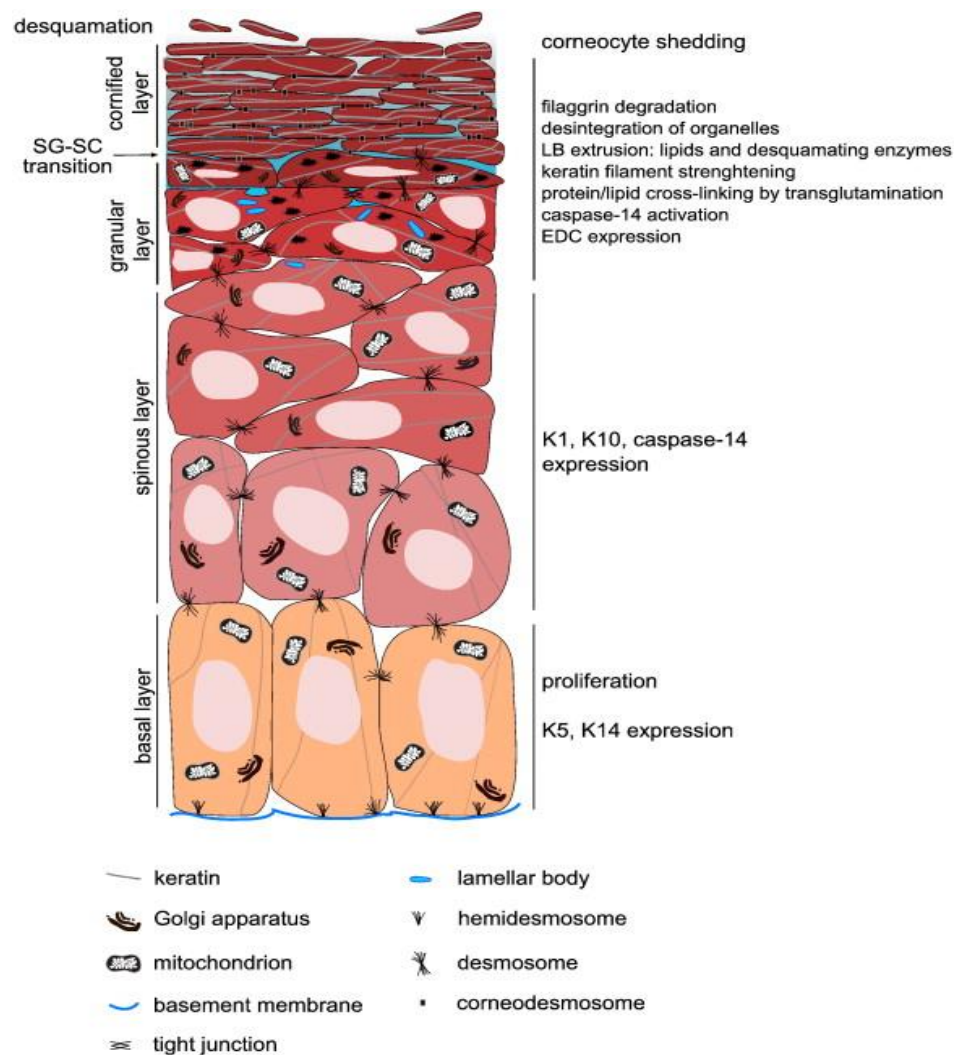 desquamation
corneocyte shedding
cornified
layer
filaggrin degradation
desintegration of organelles
LB extrusion: lipids and desquamating enzymes
keratin filament strenghtening
protein/lipid cross-linking by transglutamination
caspase-14 activation
EDC expression
SG-SC
transition
granular
layer
spinous layer
K1, K10, caspase-14
expression
basal layer
proliferation
K5, K14 expression
keratin
lamellar body
Golgi apparatus
hemidesmosome
mitochondrion
desmosome
basement membrane
corneodesmosome
tight junction